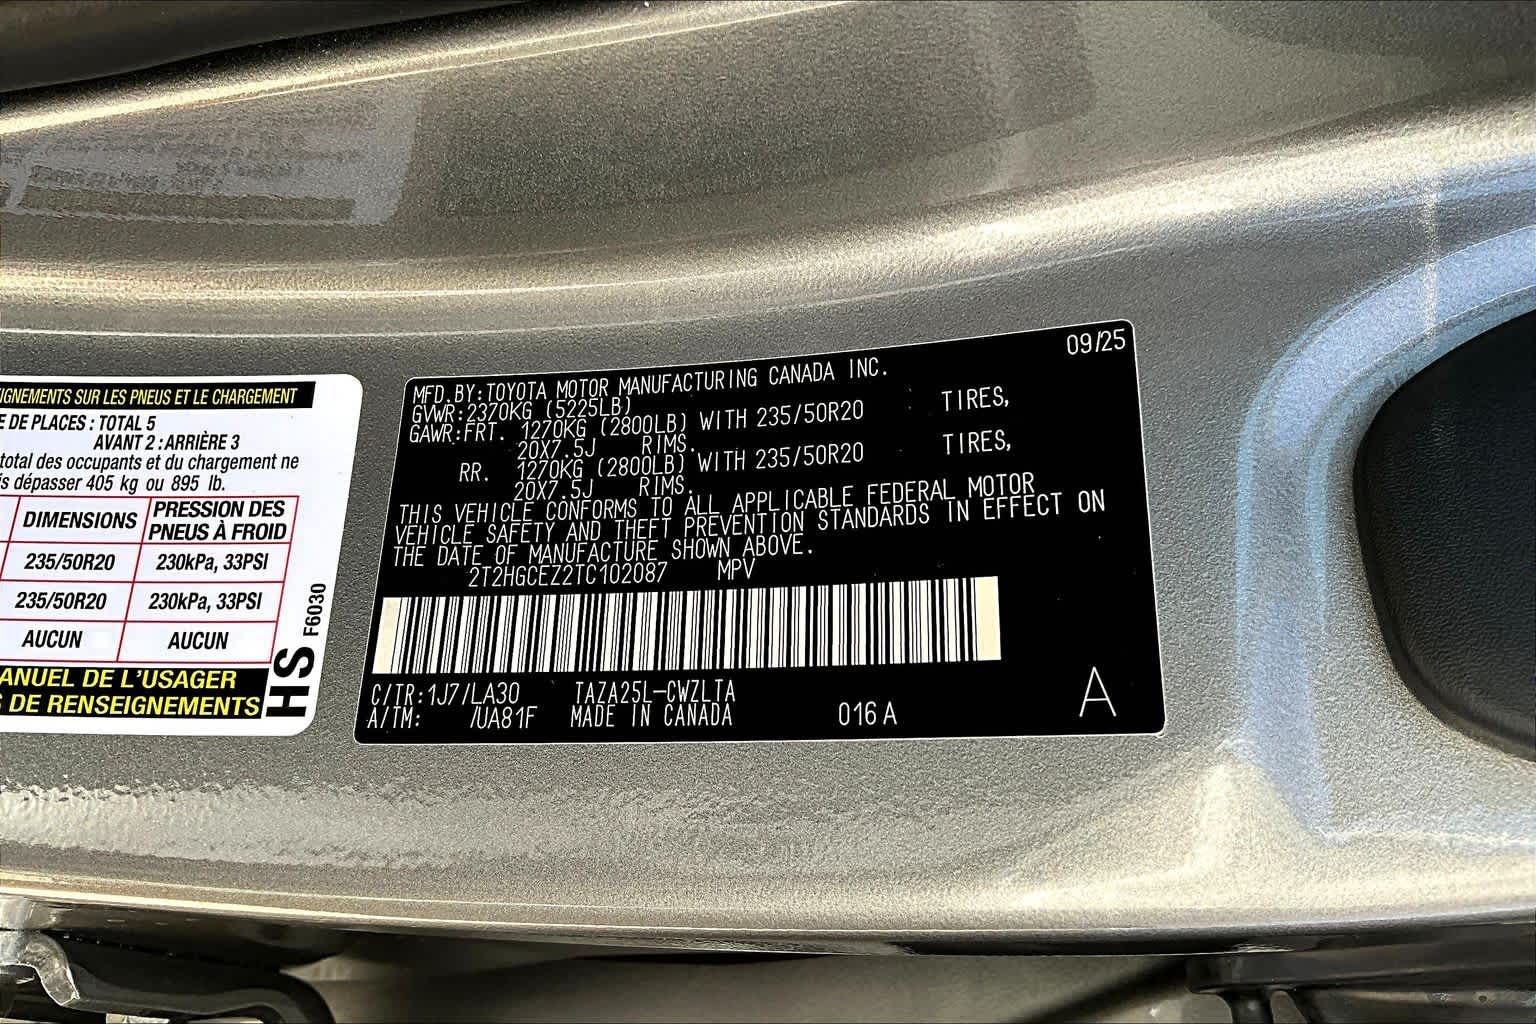 EIGNEMENTS SUR LES PNEUS ET LE CHARGEMENT
E DE PLACES : TOTAL 5
AVANT 2 : ARRIÈRE 3
total des occupants et du chargement ne
is dépasser 405 kg ou 895 lb.
DIMENSIONS PRESSION DES PNEUS À FROID
235/50R20 230kPa, 33PSI
235/50R20 230kPa, 33PSI
AUCUN AUCUN
ANUEL DE L'USAGER
S DE RENSEIGNEMENTS
HS F6030
09/25
MFD.BY:TOYOTA MOTOR MANUFACTURING CANADA INC.
GVWR:2370KG (5225LB)
GAWR:FRT. 1270KG (2800LB) WITH 235/50R20 TIRES,
20X7.5J RIMS.
RR. 1270KG (2800LB) WITH 235/50R20 TIRES,
20X7.5J RIMS.
THIS VEHICLE CONFORMS TO ALL APPLICABLE FEDERAL MOTOR
VEHICLE SAFETY AND THEFT PREVENTION STANDARDS IN EFFECT ON
THE DATE OF MANUFACTURE SHOWN ABOVE.
2T2HGCEZ2TC102087 MPV
C/TR:1J7/LA30 TAZA25L-CWZLTA
A/TM: /UA81F MADE IN CANADA 016A
A